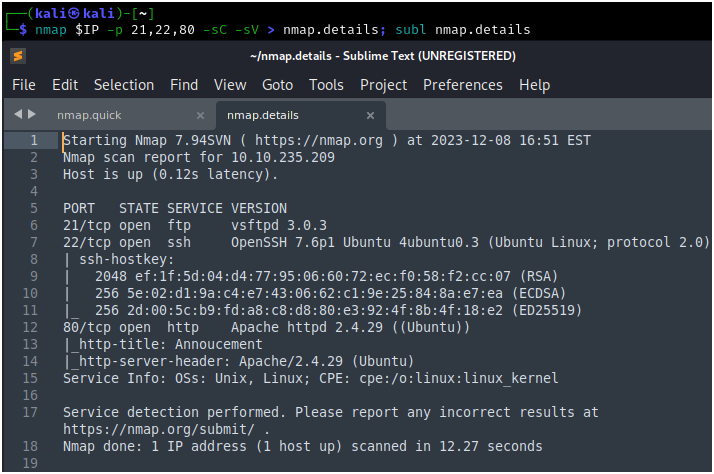 ┌──(kali㉿kali)-[~]
└─$ nmap $IP -p 21,22,80 -sC -sV > nmap.details; subl nmap.details
~/nmap.details - Sublime Text (UNREGISTERED)
File Edit Selection Find View Goto Tools Project Preferences Help
nmap.quick × nmap.details ×
1 Starting Nmap 7.94SVN ( https://nmap.org ) at 2023-12-08 16:51 EST
2 Nmap scan report for 10.10.235.209
3 Host is up (0.12s latency).
4
5 PORT   STATE SERVICE VERSION
6 21/tcp open  ftp     vsftpd 3.0.3
7 22/tcp open  ssh     OpenSSH 7.6p1 Ubuntu 4ubuntu0.3 (Ubuntu Linux; protocol 2.0)
8 | ssh-hostkey:
9 |   2048 ef:1f:5d:04:d4:77:95:06:60:72:ec:f0:58:f2:cc:07 (RSA)
10 |   256 5e:02:d1:9a:c4:e7:43:06:62:c1:9e:25:84:8a:e7:ea (ECDSA)
11 |_  256 2d:00:5c:b9:fd:a8:c8:d8:80:e3:92:4f:8b:4f:18:e2 (ED25519)
12 80/tcp open  http    Apache httpd 2.4.29 ((Ubuntu))
13 |_http-title: Annoucement
14 |_http-server-header: Apache/2.4.29 (Ubuntu)
15 Service Info: OSs: Unix, Linux; CPE: cpe:/o:linux:linux_kernel
16
17 Service detection performed. Please report any incorrect results at
https://nmap.org/submit/ .
18 Nmap done: 1 IP address (1 host up) scanned in 12.27 seconds
19